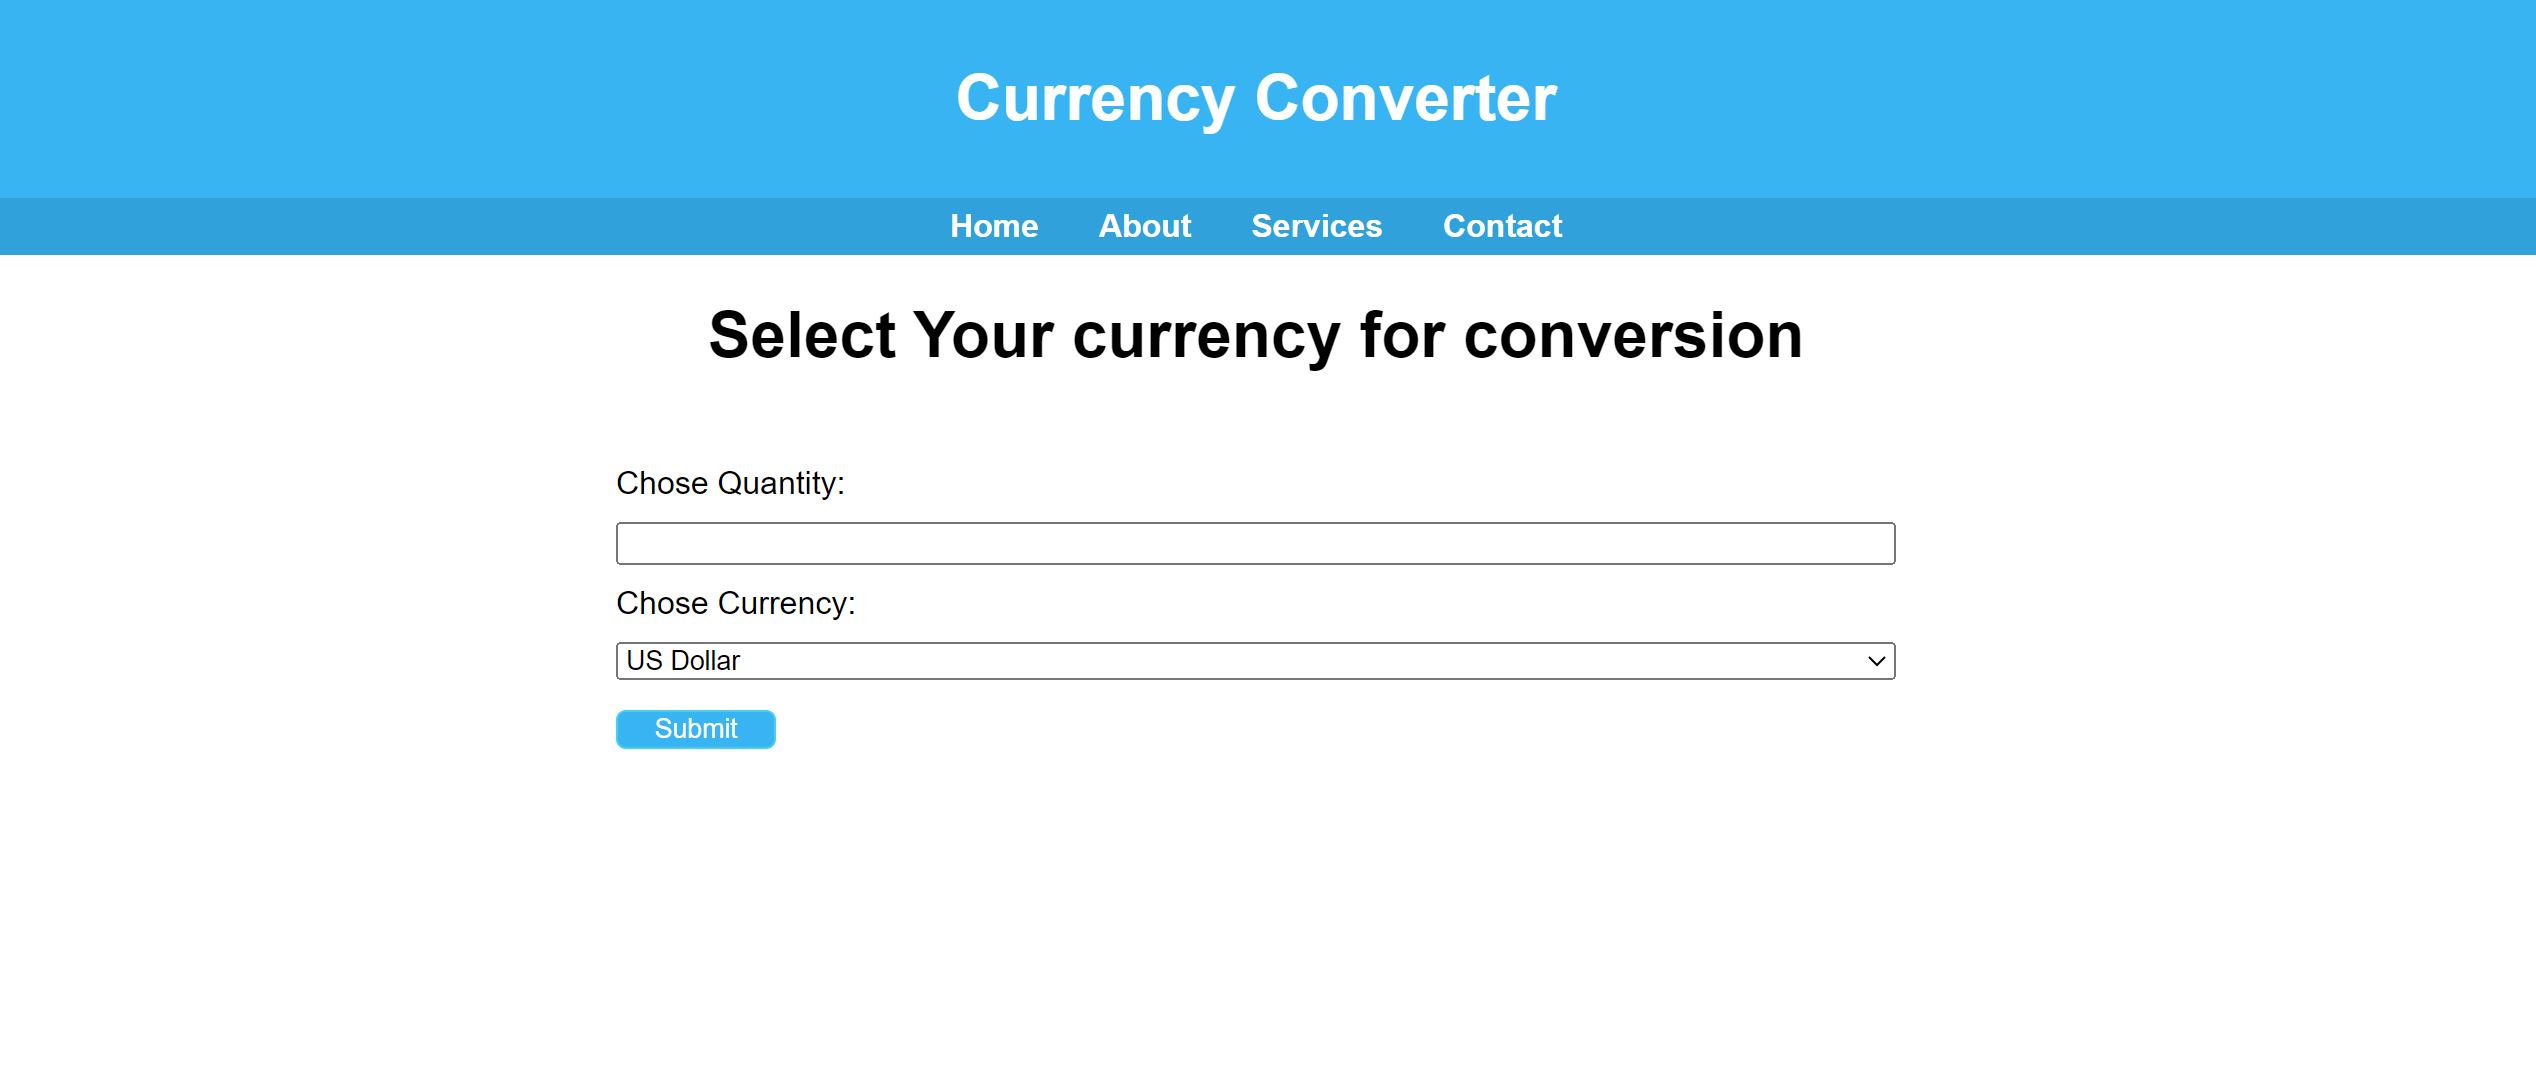 Currency Converter
Home About Services Contact
Select Your currency for conversion
Chose Quantity:
Chose Currency:
US Dollar
Submit